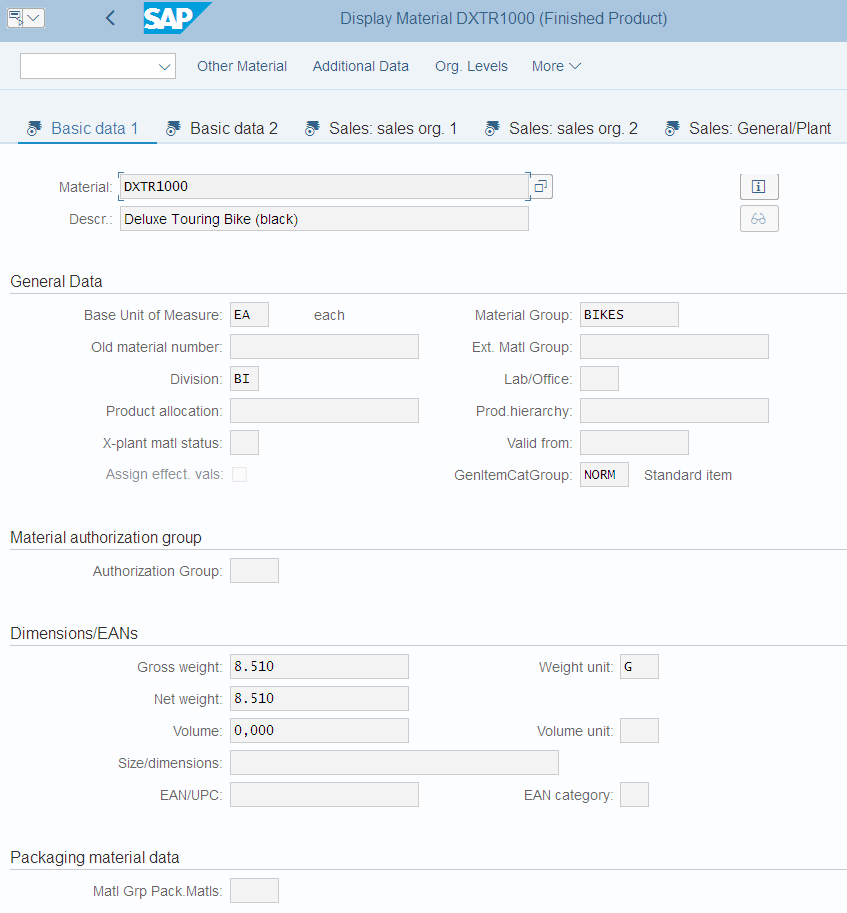 SAP Display Material DXTR1000 (Finished Product)
Other Material Additional Data Org. Levels More
Basic data 1 Basic data 2 Sales: sales org. 1 Sales: sales org. 2 Sales: General/Plant
Material: DXTR1000
Descr.: Deluxe Touring Bike (black)
General Data
Base Unit of Measure: EA each Material Group: BIKES
Old material number: Ext. Matl Group:
Division: BI Lab/Office:
Product allocation: Prod.hierarchy:
X-plant matl status: Valid from:
Assign effect. vals: GenItemCatGroup: NORM Standard item
Material authorization group
Authorization Group:
Dimensions/EANs
Gross weight: 8.510 Weight unit: G
Net weight: 8.510
Volume: 0,000 Volume unit:
Size/dimensions:
EAN/UPC: EAN category:
Packaging material data
Matl Grp Pack.Matls: